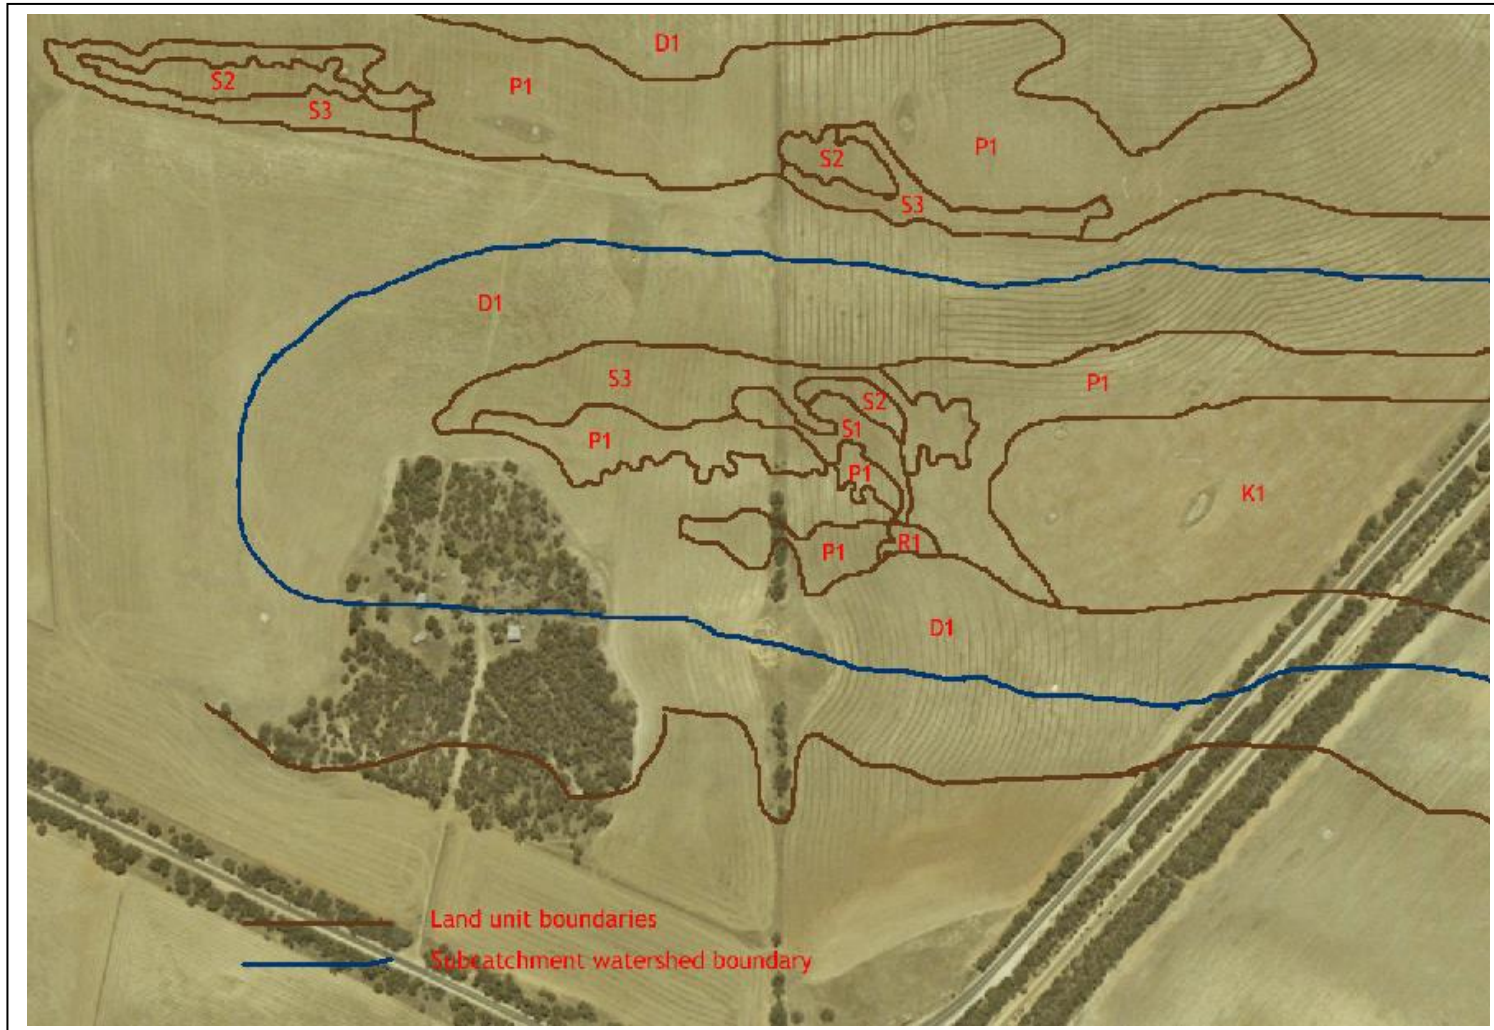 D1
S2
P1
S3
P1
S2
S3
D1
S3
P1
S2
S1
P1
P1
K1
P1
R1
D1
Land unit boundaries
Subcatchment watershed boundary